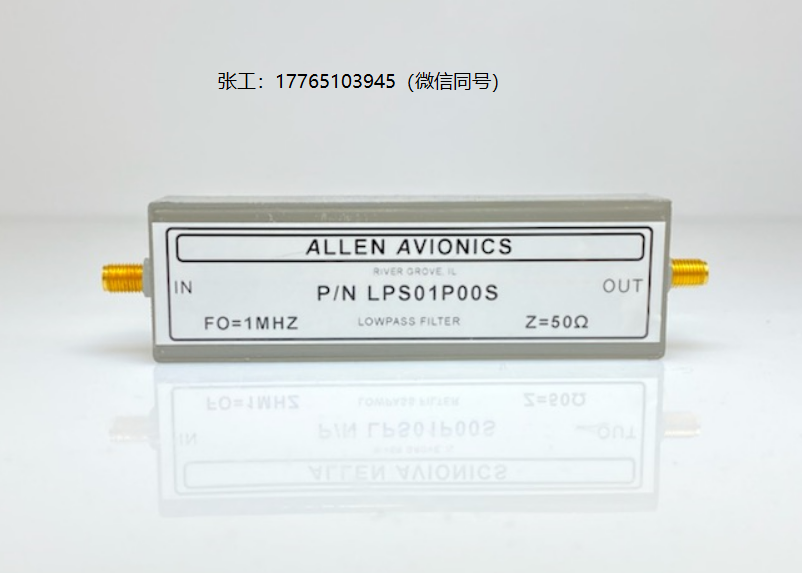 张工：17765103945（微信同号）
ALLEN AVIONICS
RIVER GROVE, IL
IN
P/N LPS01P00S
OUT
FO=1MHZ
LOWPASS FILTER
Z=50Ω